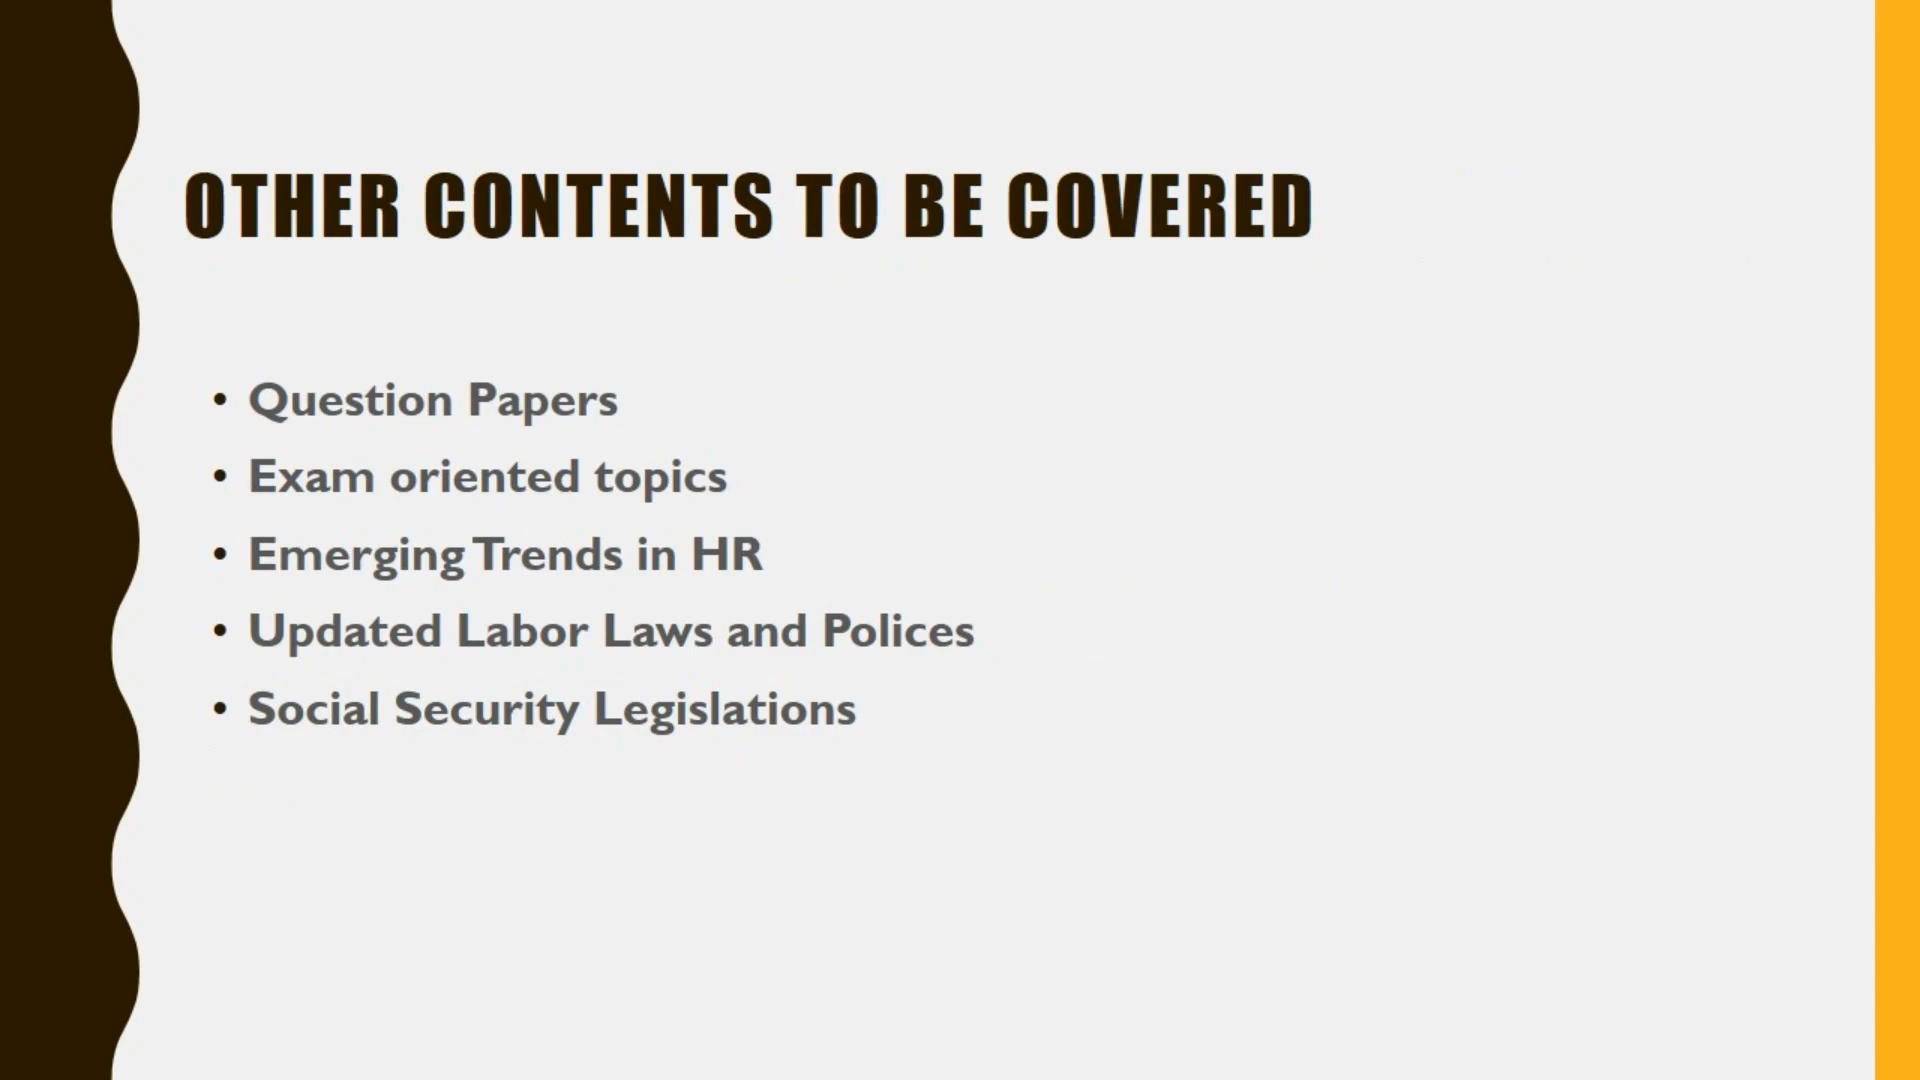 OTHER CONTENTS TO BE COVERED
• Question Papers
• Exam oriented topics
• Emerging Trends in HR
• Updated Labor Laws and Polices
• Social Security Legislations